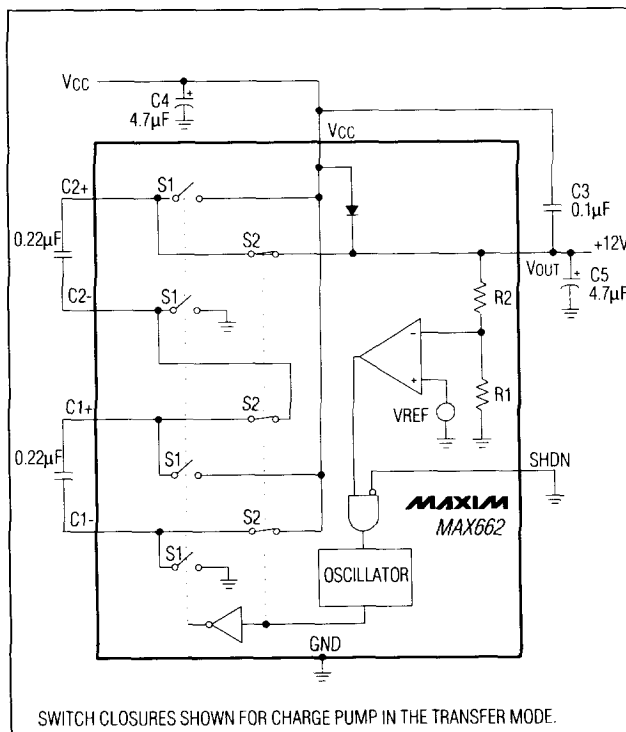 VCC
C4
4.7µF
VCC
C2+
S1
C3
0.1µF
0.22µF
S2
+12V
VOUT
C5
4.7µF
C2-
S1
R2
-
+
C1+
S2
VREF
R1
0.22µF
S1
SHDN
MAXIM
MAX662
C1-
S2
S1
OSCILLATOR
GND
SWITCH CLOSURES SHOWN FOR CHARGE PUMP IN THE TRANSFER MODE.